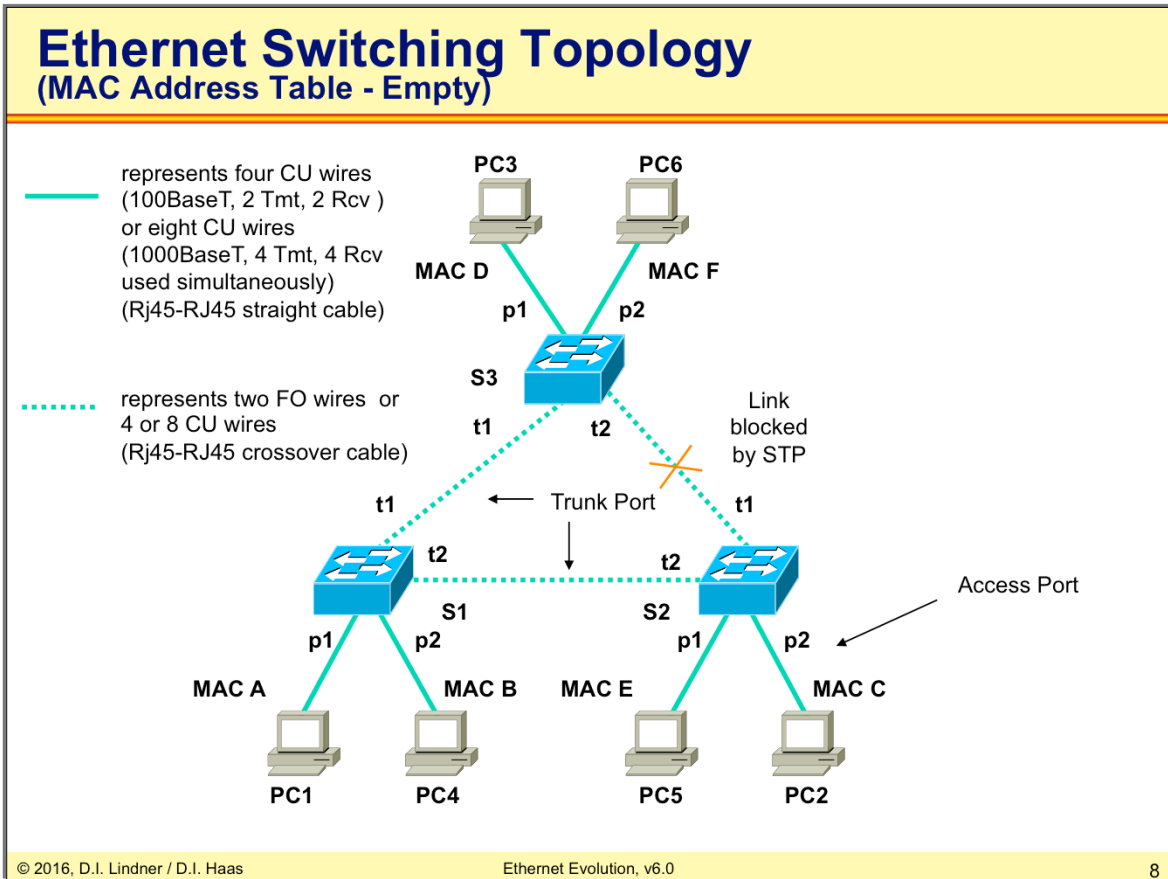 Ethernet Switching Topology
(MAC Address Table - Empty)
represents four CU wires
(100BaseT, 2 Tmt, 2 Rcv )
or eight CU wires
(1000BaseT, 4 Tmt, 4 Rcv
used simultaneously)
(Rj45-RJ45 straight cable)
represents two FO wires or
4 or 8 CU wires
(Rj45-RJ45 crossover cable)
PC3
PC6
MAC D
MAC F
p1
p2
S3
t1
t2
Link
blocked
by STP
t1
Trunk Port
t1
t2
t2
Access Port
S1
S2
p1
p2
p1
p2
MAC A
MAC B
MAC E
MAC C
PC1
PC4
PC5
PC2
© 2016, D.I. Lindner / D.I. Haas
Ethernet Evolution, v6.0
8